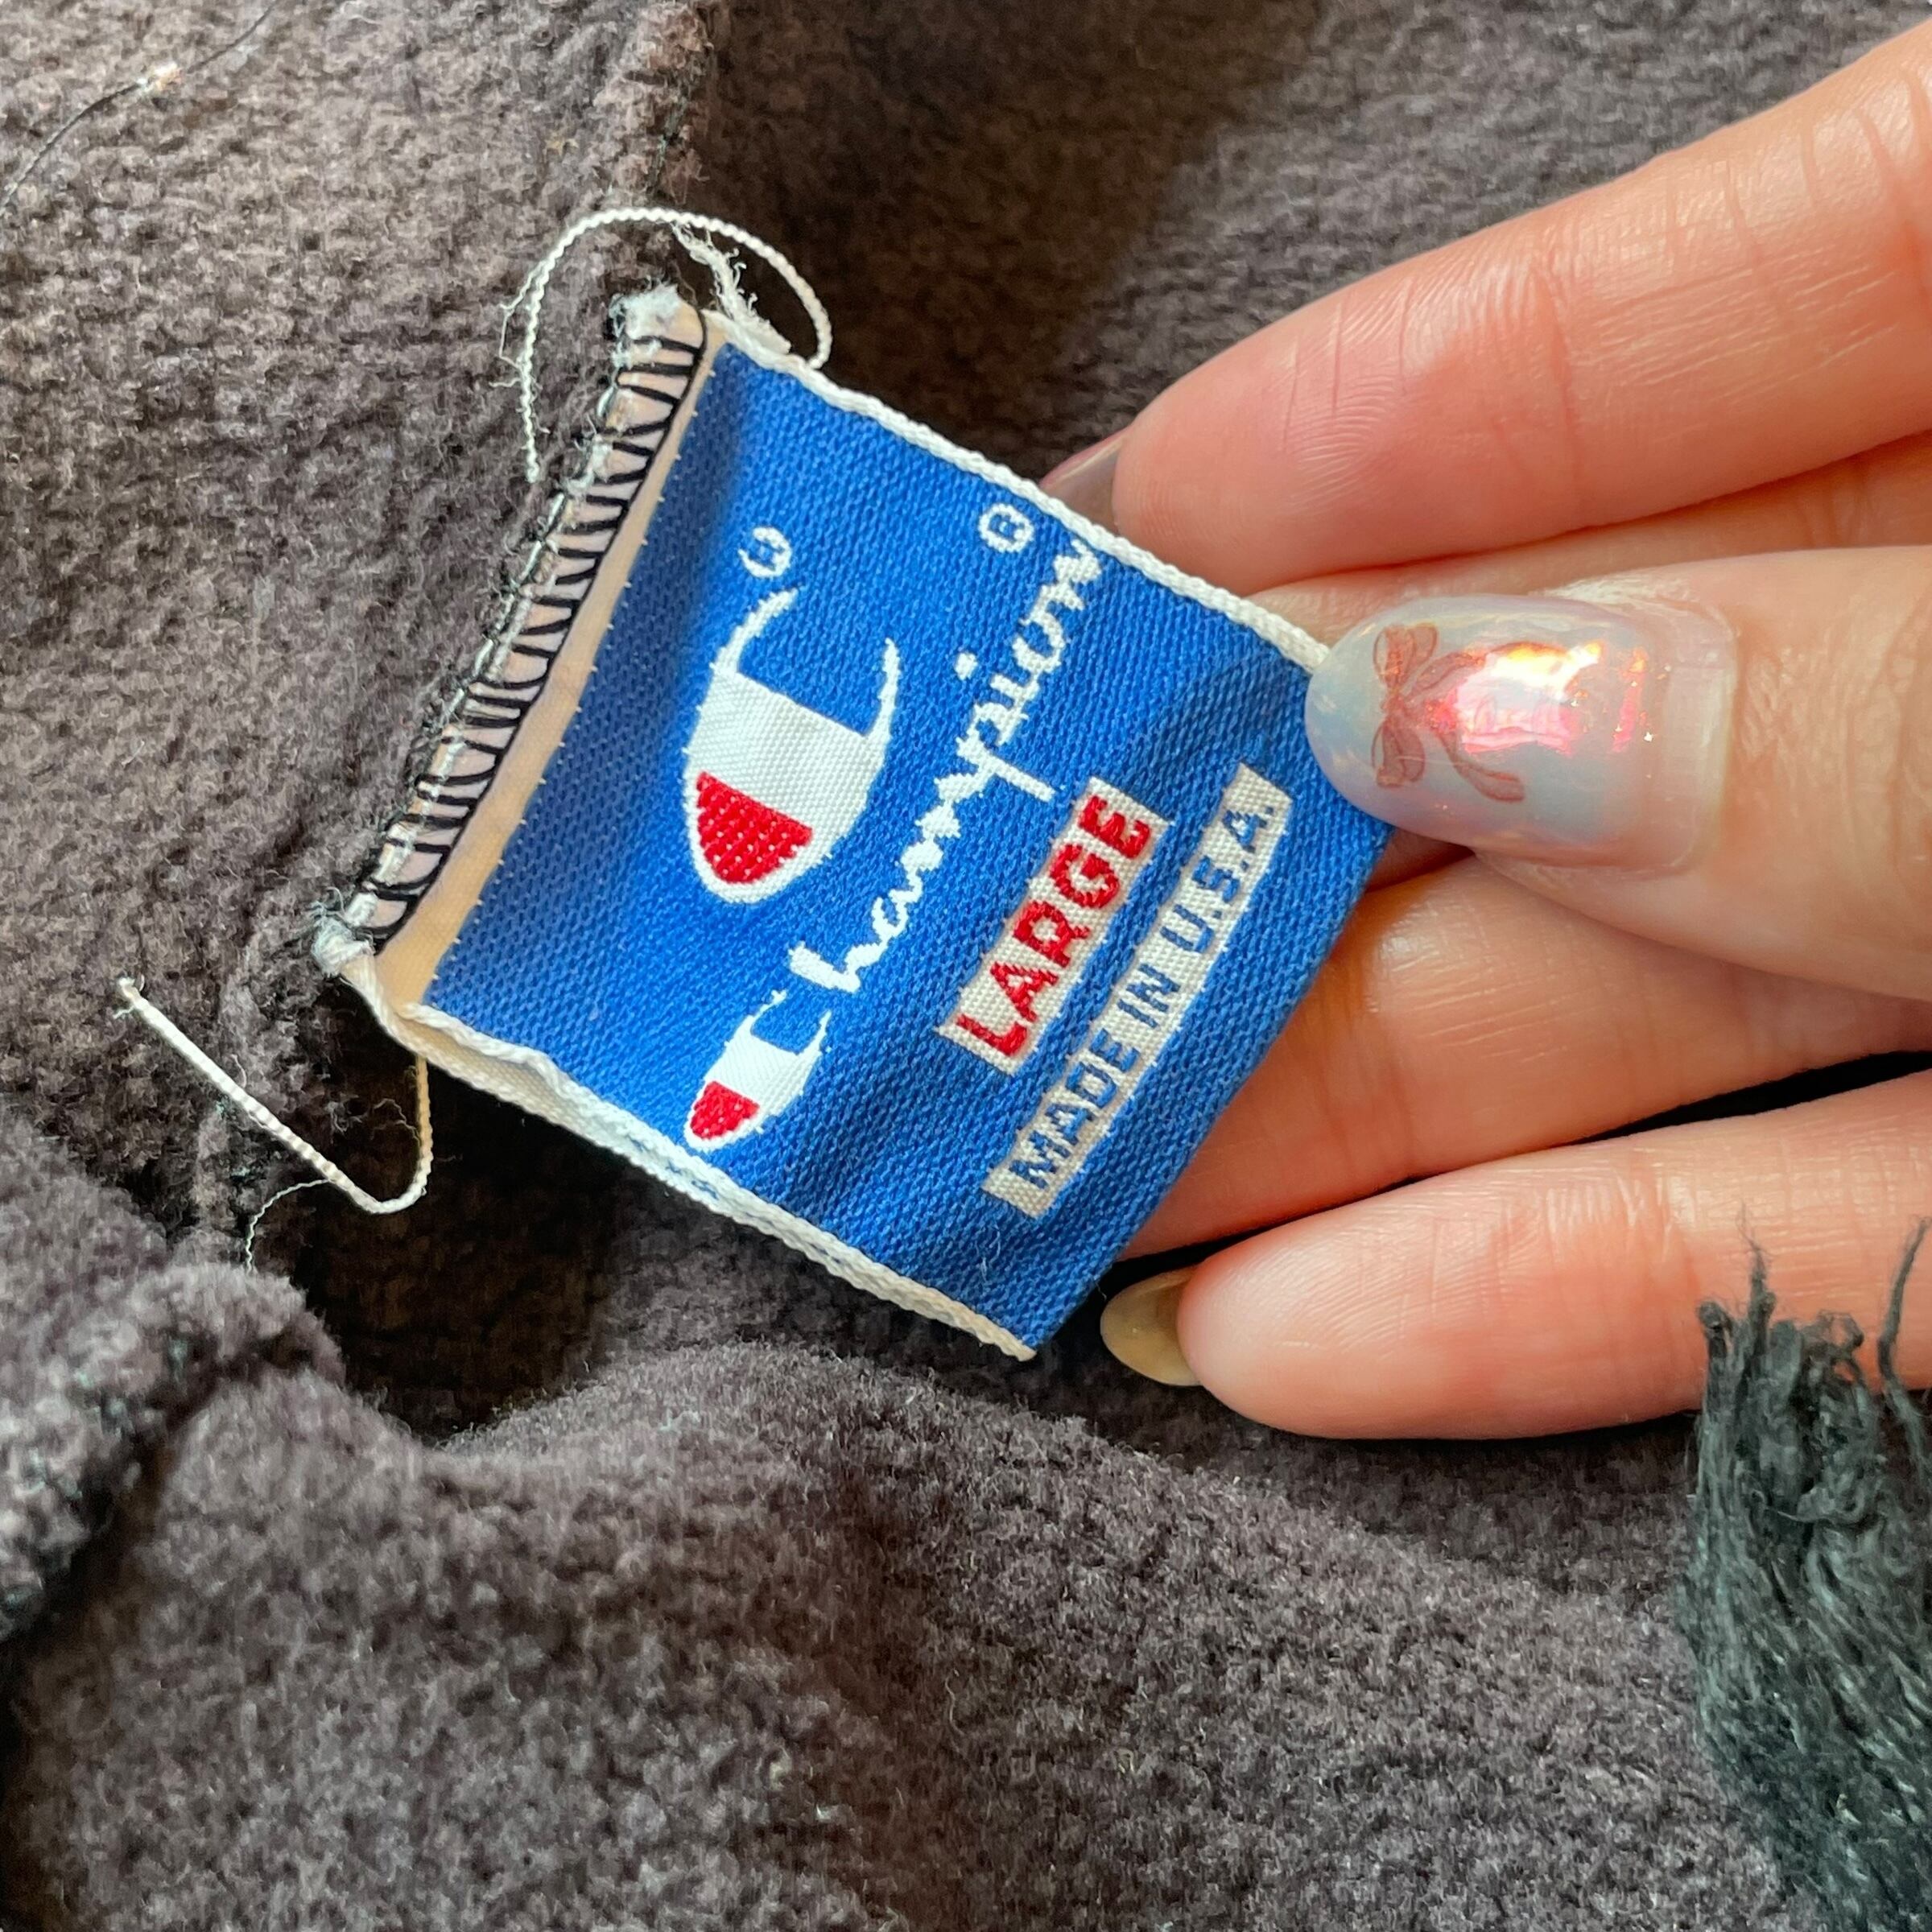 ®
Champion®
LARGE
MADE IN U.S.A.